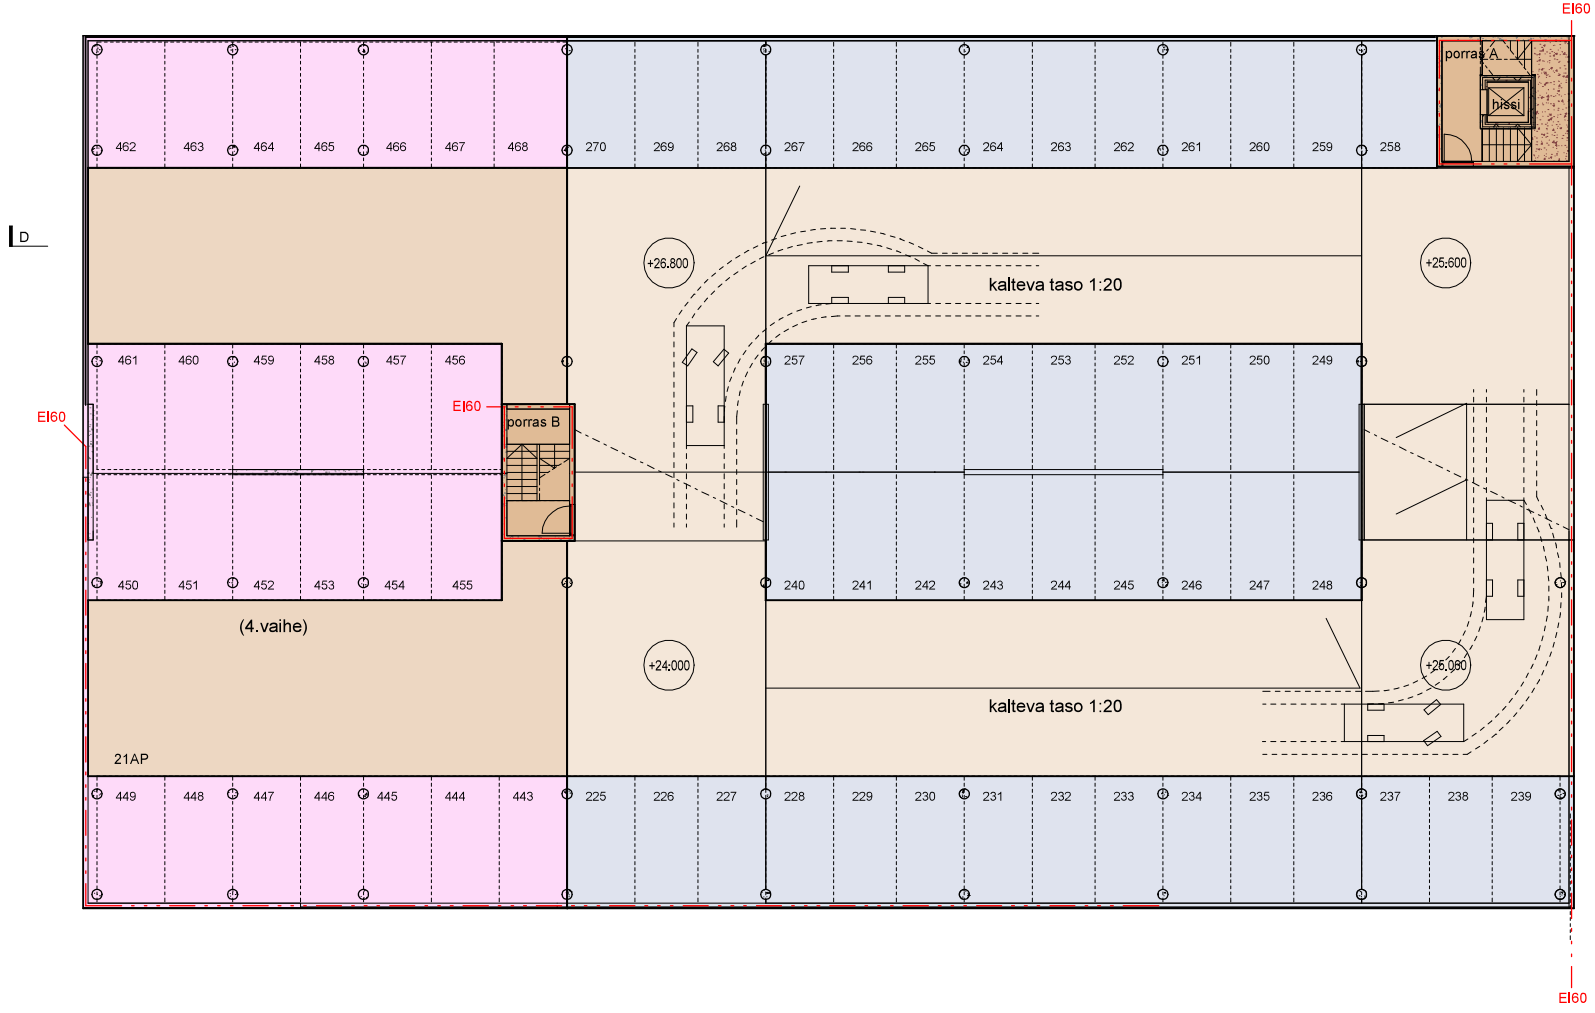 EI60
porras A
hissi
462 463 464 465 466 467 468 270 269 268 267 266 265 264 263 262 261 260 259 258
D
+26.800
kalteva taso 1:20
+25.600
461 460 459 458 457 456 257 256 255 254 253 252 251 250 249
EI60
EI60
porras B
450 451 452 453 454 455 240 241 242 243 244 245 246 247 248
(4.vaihe)
+24.000
+25.060
kalteva taso 1:20
21AP
449 448 447 446 445 444 443 225 226 227 228 229 230 231 232 233 234 235 236 237 238 239
EI60